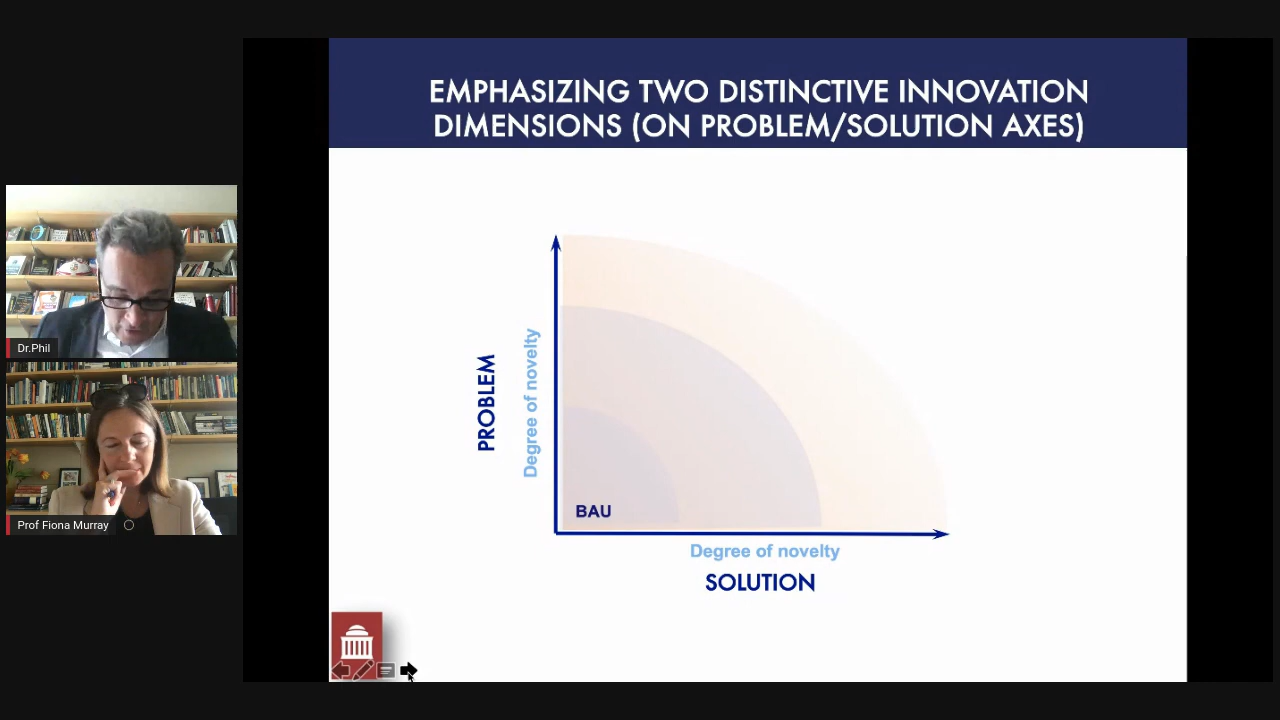 EMPHASIZING TWO DISTINCTIVE INNOVATION
DIMENSIONS (ON PROBLEM/SOLUTION AXES)
Dr.Phil
Prof Fiona Murray
PROBLEM
Degree of novelty
BAU
Degree of novelty
SOLUTION